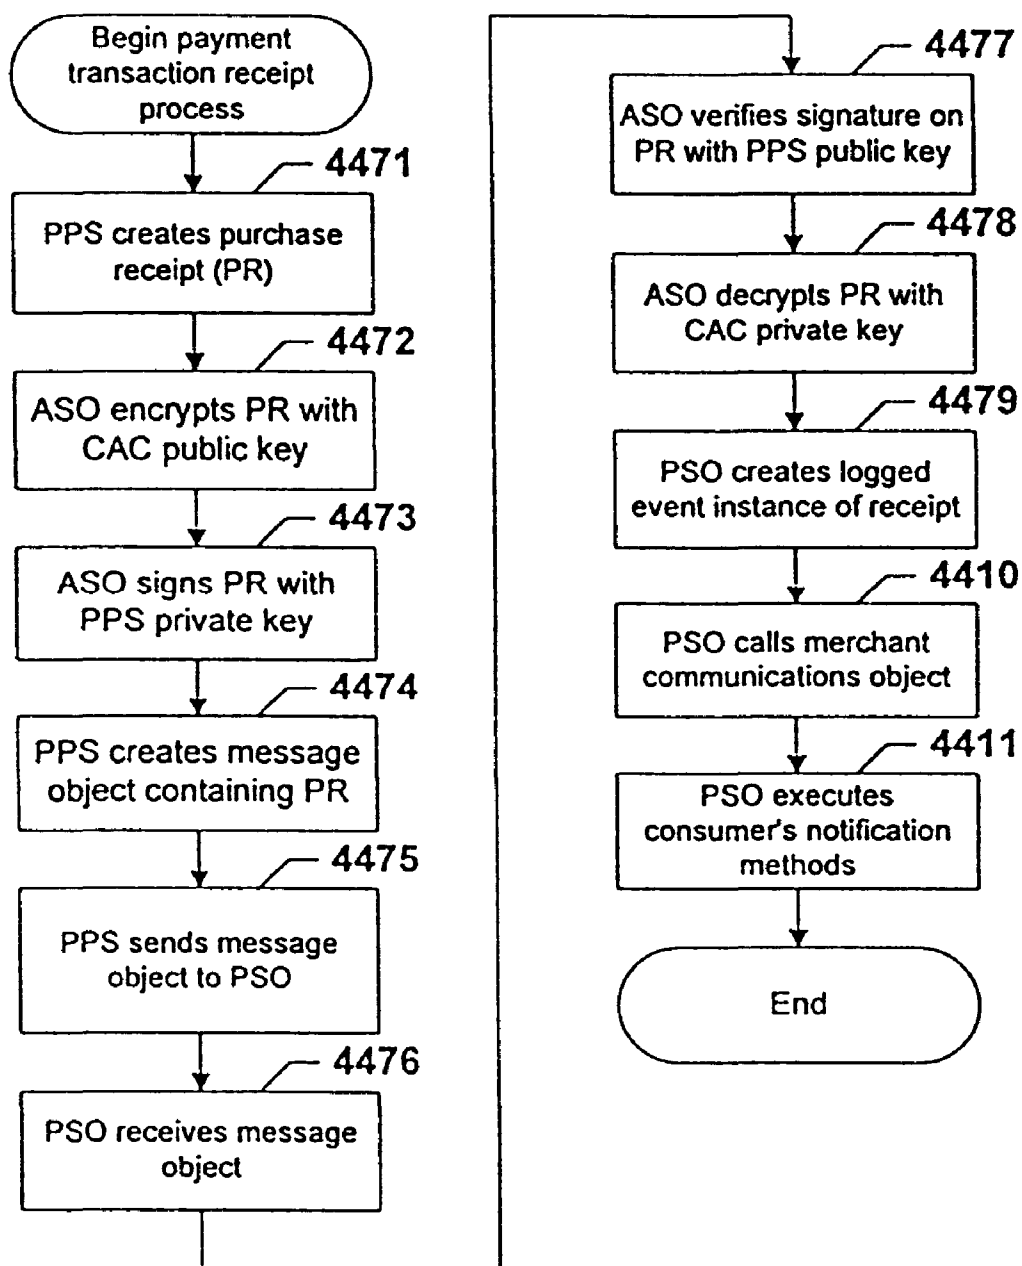 Begin payment
transaction receipt
process
4471
PPS creates purchase
receipt (PR)
4472
ASO encrypts PR with
CAC public key
4473
ASO signs PR with
PPS private key
4474
PPS creates message
object containing PR
4475
PPS sends message
object to PSO
4476
PSO receives message
object
4477
ASO verifies signature on
PR with PPS public key
4478
ASO decrypts PR with
CAC private key
4479
PSO creates logged
event instance of receipt
4410
PSO calls merchant
communications object
4411
PSO executes
consumer's notification
methods
End